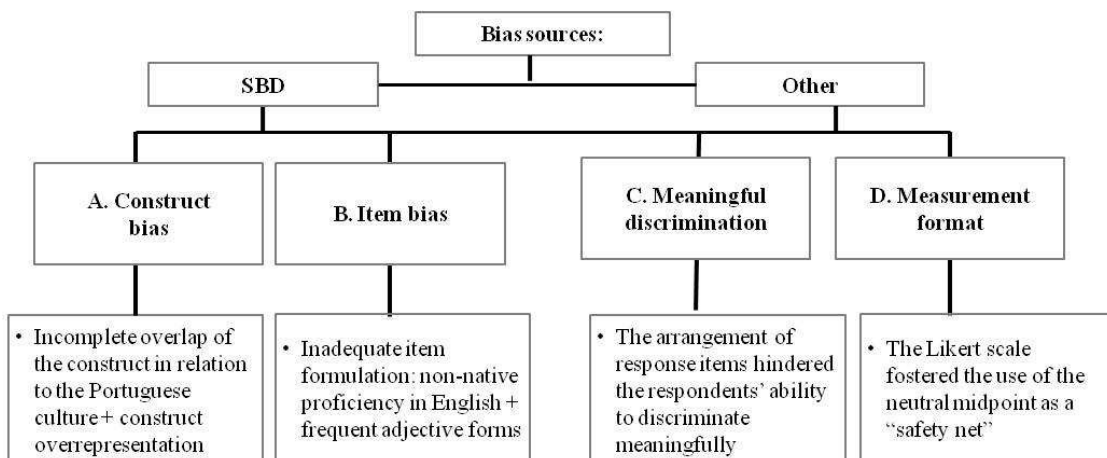 Bias sources:
SBD
Other
A. Construct
bias
B. Item bias
C. Meaningful
discrimination
D. Measurement
format
• Incomplete overlap of
the construct in relation
to the Portuguese
culture + construct
overrepresentation
• Inadequate item
formulation: non-native
proficiency in English +
frequent adjective forms
• The arrangement of
response items hindered
the respondents’ ability
to discriminate
meaningfully
• The Likert scale
fostered the use of the
neutral midpoint as a
“safety net”